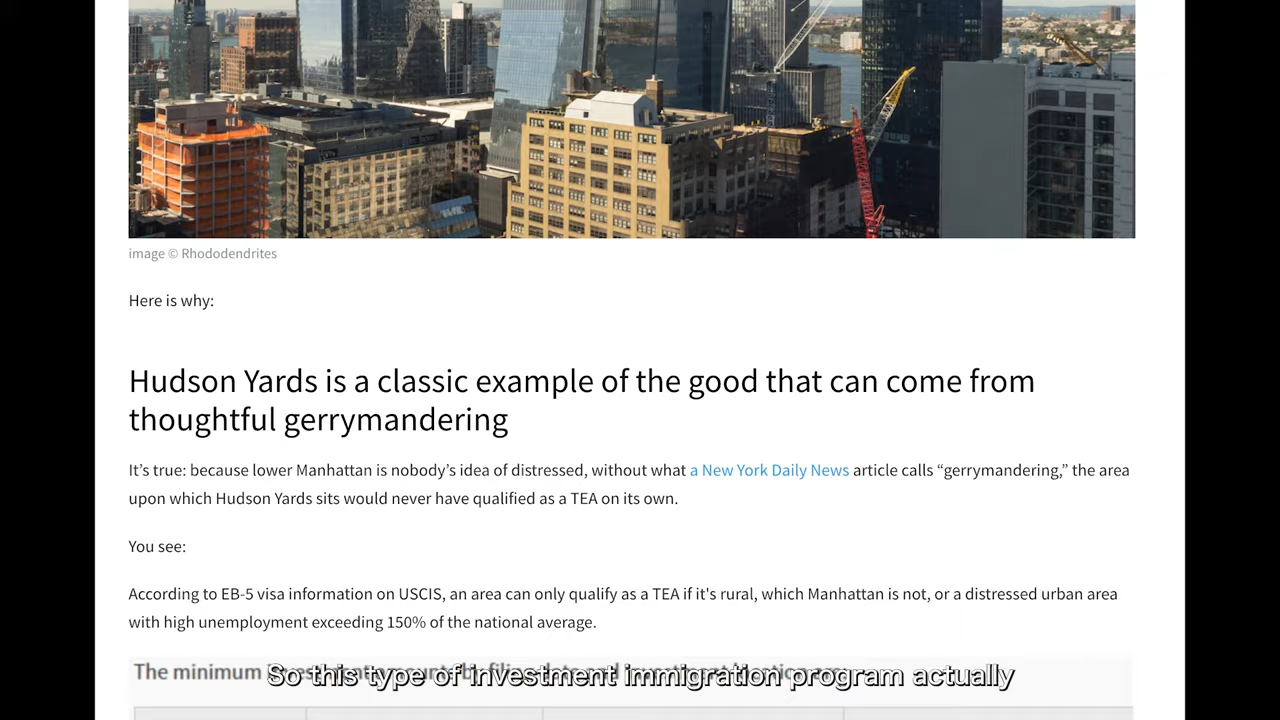 image © Rhododendrites
Here is why:
Hudson Yards is a classic example of the good that can come from
thoughtful gerrymandering
It’s true: because lower Manhattan is nobody’s idea of distressed, without what a New York Daily News article calls “gerrymandering,” the area
upon which Hudson Yards sits would never have qualified as a TEA on its own.
You see:
According to EB-5 visa information on USCIS, an area can only qualify as a TEA if it's rural, which Manhattan is not, or a distressed urban area
with high unemployment exceeding 150% of the national average.
The minimum
So this type of investment immigration program actually